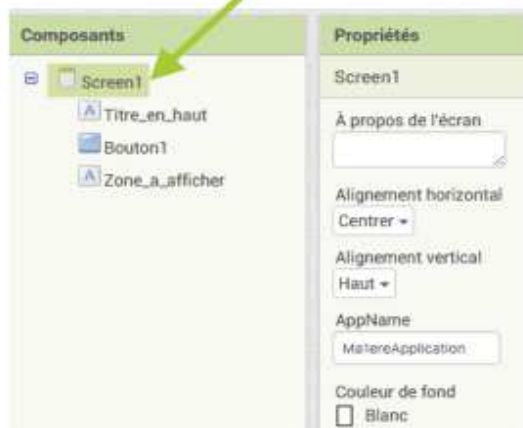 Composants
Screen1
Titre_en_haut
Bouton1
Zone_a_afficher
Propriétés
Screen1
À propos de l'écran
Alignement horizontal
Centrer
Alignement vertical
Haut
AppName
Ma1ereApplication
Couleur de fond
Blanc